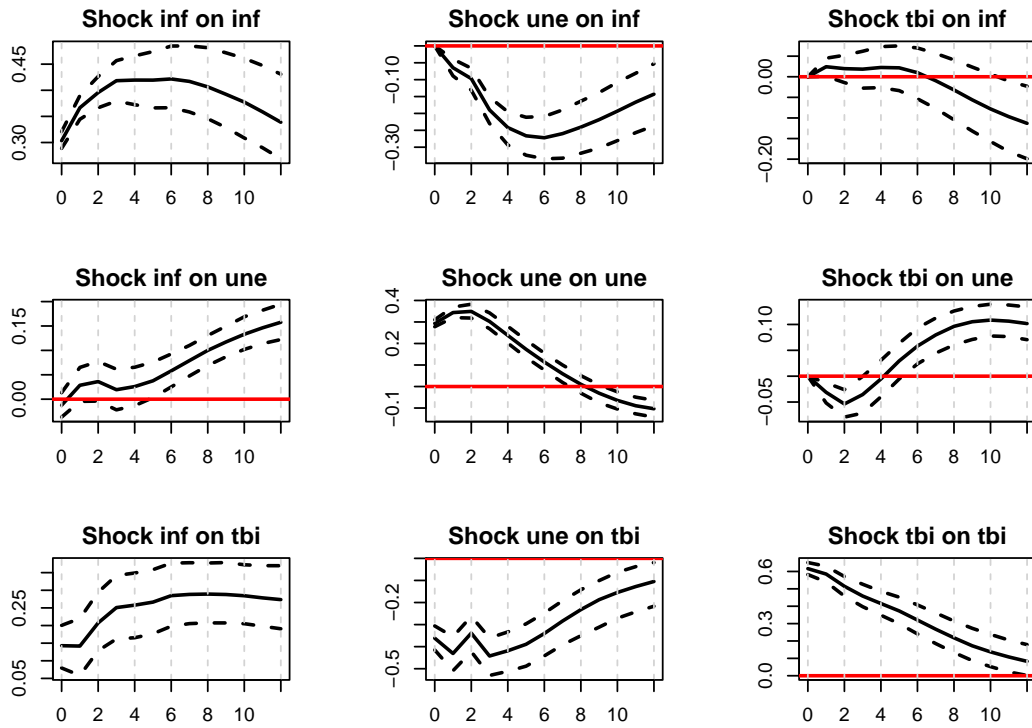 Shock inf on inf
0.30 0.45
0 2 4 6 8 10
Shock une on inf
−0.30 −0.10
0 2 4 6 8 10
Shock tbi on inf
−0.20 0.00
0 2 4 6 8 10
Shock inf on une
0.00 0.15
0 2 4 6 8 10
Shock une on une
−0.1 0.2 0.4
0 2 4 6 8 10
Shock tbi on une
−0.05 0.10
0 2 4 6 8 10
Shock inf on tbi
0.05 0.25
0 2 4 6 8 10
Shock une on tbi
−0.5 −0.2
0 2 4 6 8 10
Shock tbi on tbi
0.0 0.3 0.6
0 2 4 6 8 10